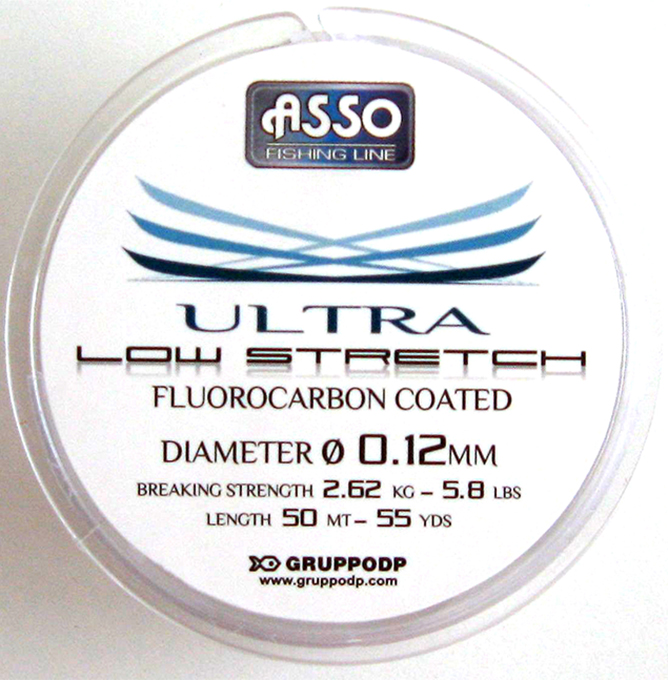 ASSO
FISHING LINE
ULTRA
LOW STRETCH
FLUOROCARBON COATED
DIAMETER Ø 0.12MM
BREAKING STRENGTH 2.62 KG – 5.8 LBS
LENGTH 50 MT – 55 YDS
GRUPPODP
www.gruppodp.com